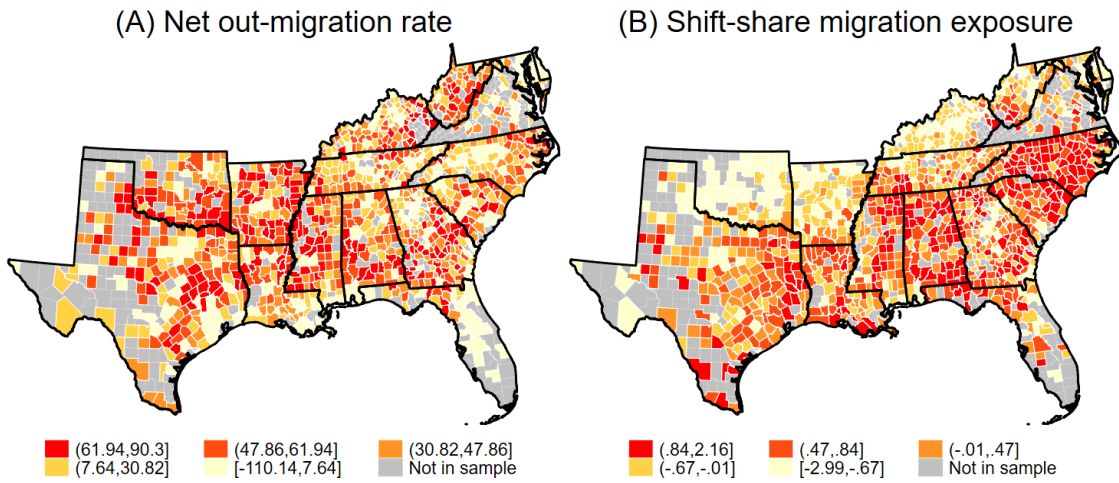 (A) Net out-migration rate
(B) Shift-share migration exposure
(61.94,90.3] (47.86,61.94] (30.82,47.86]
(7.64,30.82] [-110.14,7.64] Not in sample
(.84,2.16] (.47,.84] (-.01,.47]
(-.67,-.01] [-2.99,-.67] Not in sample